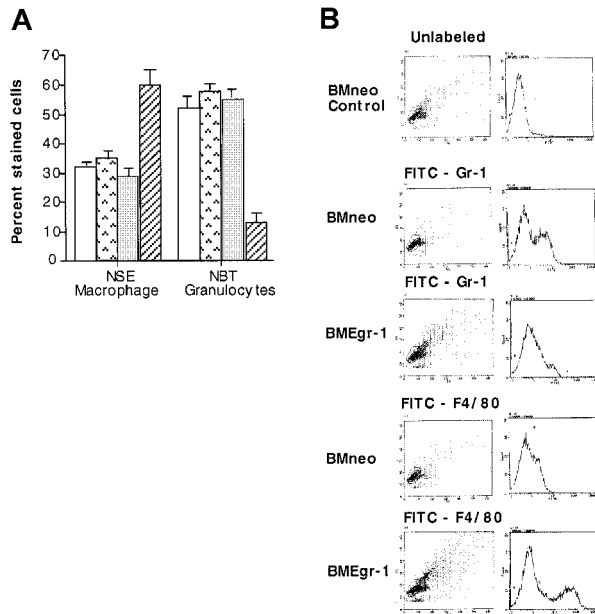 A
B
Percent stained cells
70
60
50
40
30
20
10
0
NSE
Macrophage
NBT
Granulocytes
Unlabeled
BMneo
Control
FITC - Gr-1
BMneo
FITC - Gr-1
BMEgr-1
FITC - F4/80
BMneo
FITC - F4/80
BMEgr-1